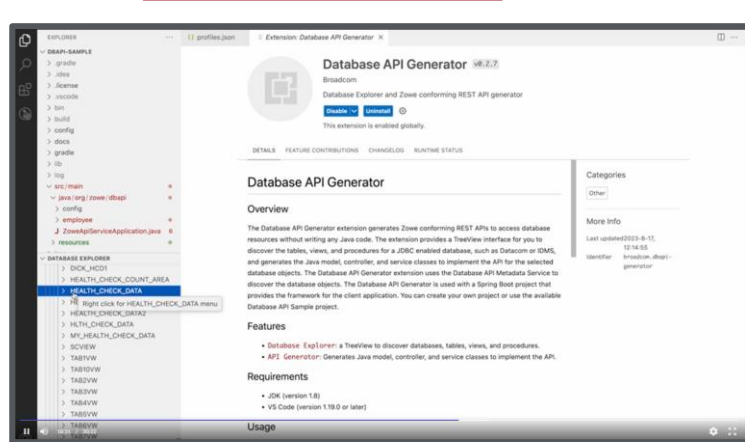 EXPLORER
DBAPI-SAMPLE
.gradle
.idea
.license
.vscode
bin
build
config
docs
gradle
lib
log
src/main
java/org/zowe/dbapi
config
employee
J ZoweApiServiceApplication.java 6
resources
DATABASE EXPLORER
DICK_HCD1
HEALTH_CHECK_COUNT_AREA
HEALTH_CHECK_DATA
Right click for HEALTH_CHECK_DATA menu
HEALTH_CHECK_DATA2
HLTH_CHECK_DATA
MY_HEALTH_CHECK_DATA
SCVIEW
TAB1VW
TAB10VW
TAB2VW
TAB3VW
TAB4VW
TAB5VW
TAB6VW
TAB7VW
{} profiles.json
Extension: Database API Generator
Database API Generator v0.2.7
Broadcom
Database Explorer and Zowe conforming REST API generator
Disable Uninstall
This extension is enabled globally.
DETAILS FEATURE CONTRIBUTIONS CHANGELOG RUNTIME STATUS
Database API Generator
Overview
The Database API Generator extension generates Zowe conforming REST APIs to access database
resources without writing any Java code. The extension provides a TreeView interface for you to
discover the tables, views, and procedures for a JDBC enabled database, such as Datacom or IDMS,
and generates the Java model, controller, and service classes to implement the API for the selected
database objects. The Database API Generator extension uses the Database API Metadata Service to
discover the database objects. The Database API Generator is used with a Spring Boot project that
provides the framework for the client application. You can create your own project or use the available
Database API Sample project.
Features
• Database Explorer: a TreeView to discover databases, tables, views, and procedures.
• API Generator: Generates Java model, controller, and service classes to implement the API.
Requirements
• JDK (version 1.8)
• VS Code (version 1.19.0 or later)
Usage
Categories
Other
More Info
Last updated 2023-8-17,
12:14:55
Identifier broadcom.dbapi-
generator